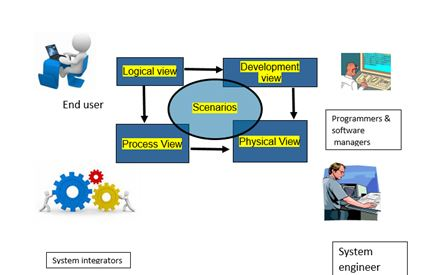 Logical view
Development
view
Scenarios
End user
Programmers &
software
managers
Process View
Physical View
System integrators
System
engineer